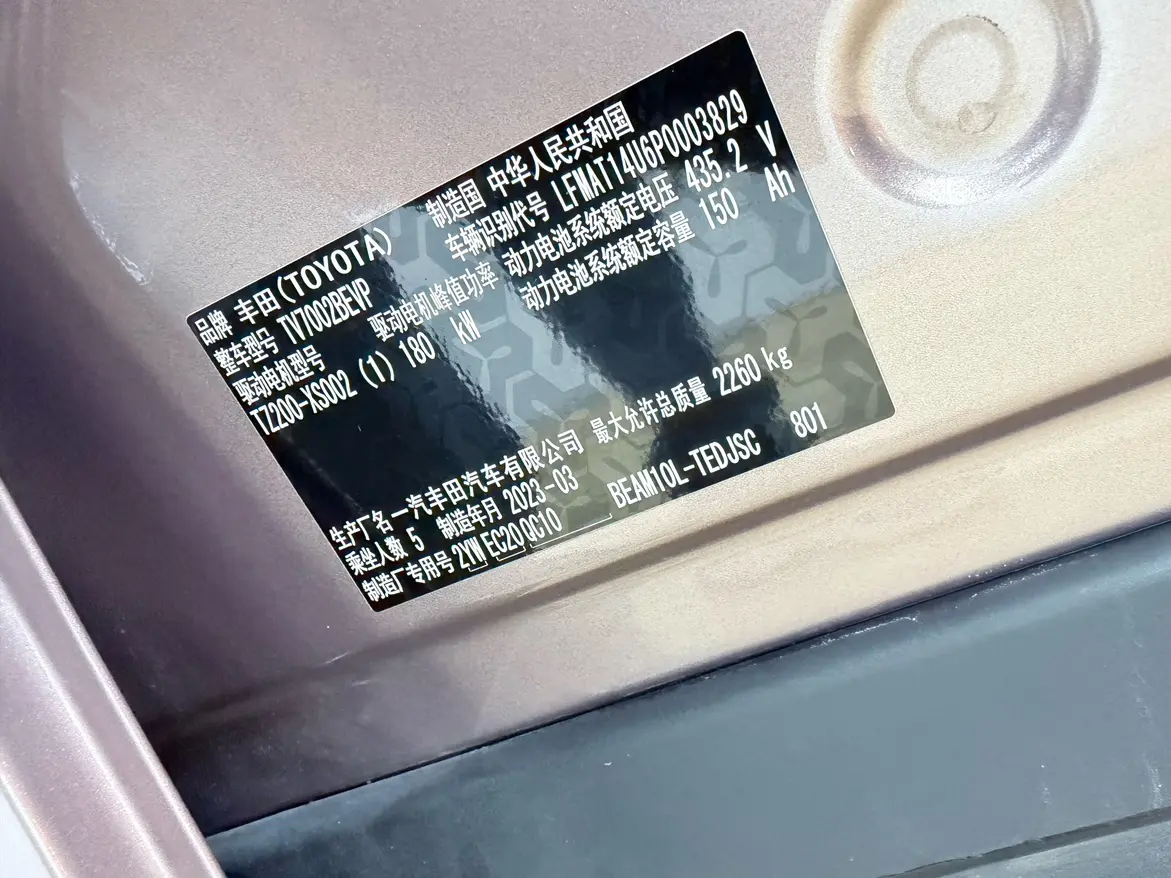 品牌 丰田(TOYOTA) 制造国 中华人民共和国
整车型号 TV7002BEVP 车辆识别代号 LFMAT14U6P0003829
驱动电机型号 驱动电机峰值功率 动力电池系统额定电压 435.2 V
TZ200-XS002 (1) 180 kW 动力电池系统额定容量 150 Ah
生产厂名 一汽丰田汽车有限公司 最大允许总质量 2260 kg
乘坐人数 5 制造年月 2023-03
制造厂专用号 2YW EC20 QC10 BEAM10L-TEDJSC 801